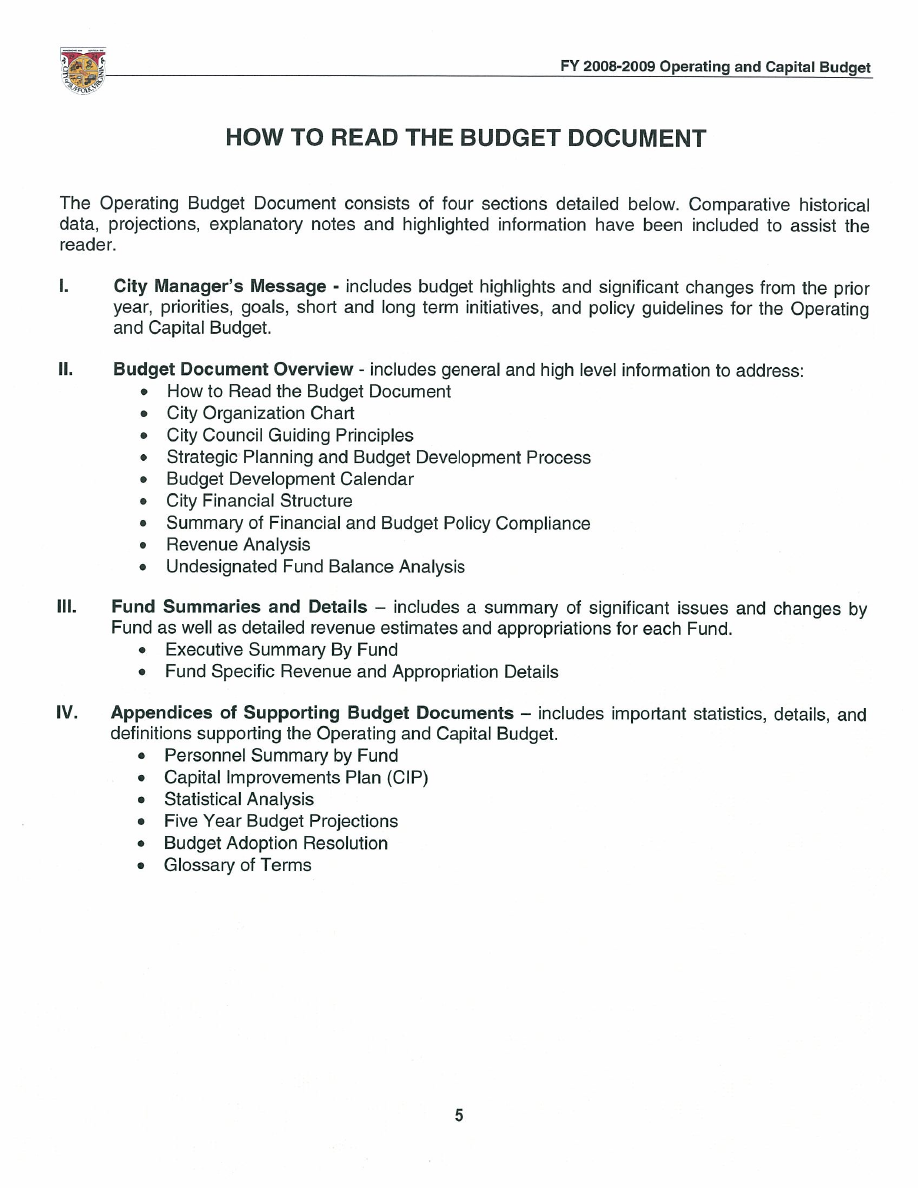 FY 2008-2009 Operating and Capital Budget
HOW TO READ THE BUDGET DOCUMENT
The Operating Budget Document consists of four sections detailed below. Comparative historical
data, projections, explanatory notes and highlighted information have been included to assist the
reader.
I. City Manager's Message - includes budget highlights and significant changes from the prior
year, priorities, goals, short and long term initiatives, and policy guidelines for the Operating
and Capital Budget.
II. Budget Document Overview - includes general and high level information to address:
• How to Read the Budget Document
• City Organization Chart
• City Council Guiding Principles
• Strategic Planning and Budget Development Process
• Budget Development Calendar
• City Financial Structure
• Summary of Financial and Budget Policy Compliance
• Revenue Analysis
• Undesignated Fund Balance Analysis
III. Fund Summaries and Details – includes a summary of significant issues and changes by
Fund as well as detailed revenue estimates and appropriations for each Fund.
• Executive Summary By Fund
• Fund Specific Revenue and Appropriation Details
IV. Appendices of Supporting Budget Documents – includes important statistics, details, and
definitions supporting the Operating and Capital Budget.
• Personnel Summary by Fund
• Capital Improvements Plan (CIP)
• Statistical Analysis
• Five Year Budget Projections
• Budget Adoption Resolution
• Glossary of Terms
5